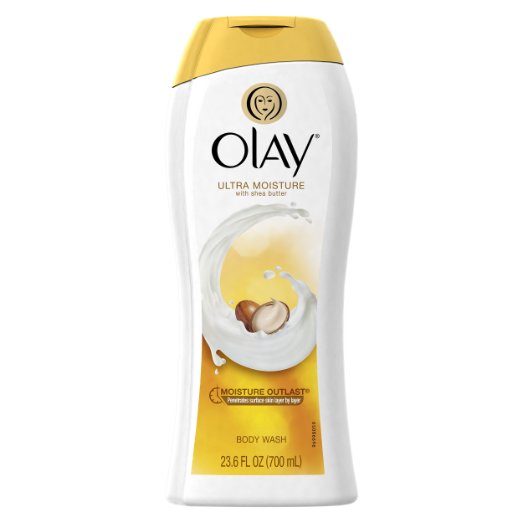 OLAY®
ULTRA MOISTURE
with shea butter
MOISTURE OUTLAST®
Penetrates surface skin layer by layer
BODY WASH
23.6 FL OZ (700 mL)